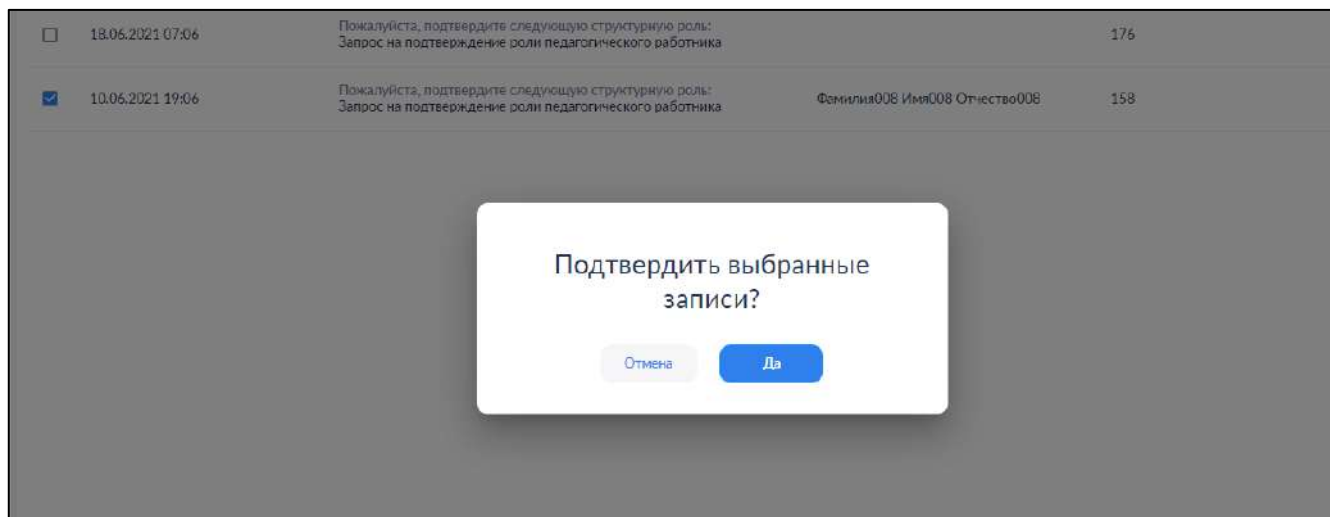 18.06.2021 07:06
Пожалуйста, подтвердите следующую структурную роль:
Запрос на подтверждение роли педагогического работника
176
10.06.2021 19:06
Пожалуйста, подтвердите следующую структурную роль:
Запрос на подтверждение роли педагогического работника
Фамилия008 Имя008 Отчество008
158
Подтвердить выбранные
записи?
Отмена
Да